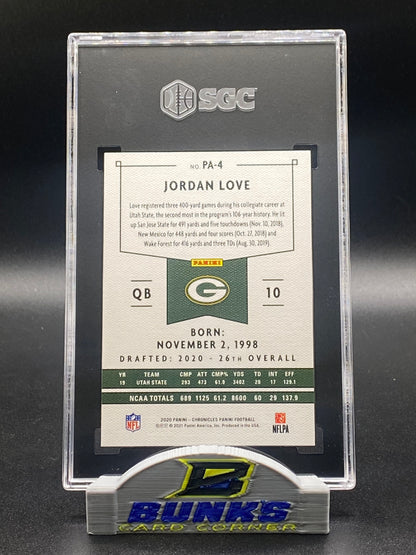 SGC
NO. PA-4
JORDAN LOVE
Love registered three 400-yard games during his collegiate career at
Utah State, the second most in the program's 106-year history. He lit
up San Jose State for 491 yards and five touchdowns (Nov. 10, 2018),
New Mexico for 448 yards and four scores (Oct. 27, 2018) and
Wake Forest for 416 yards and three TDs (Aug. 30, 2019).
PANINI
QB
G
10
BORN:
NOVEMBER 2, 1998
DRAFTED: 2020 - 26TH OVERALL
YR TEAM CMP ATT CMP% YDS TD INT EFF
19 UTAH STATE 293 473 61.9 3402 20 17 129.1
NCAA TOTALS 689 1125 61.2 8600 60 29 137.9
NFL
2020 PANINI - CHRONICLES PANINI FOOTBALL
© 2021 Panini America, Inc. Produced in the USA.
NFLPA
BUNKS
CARD CORNER